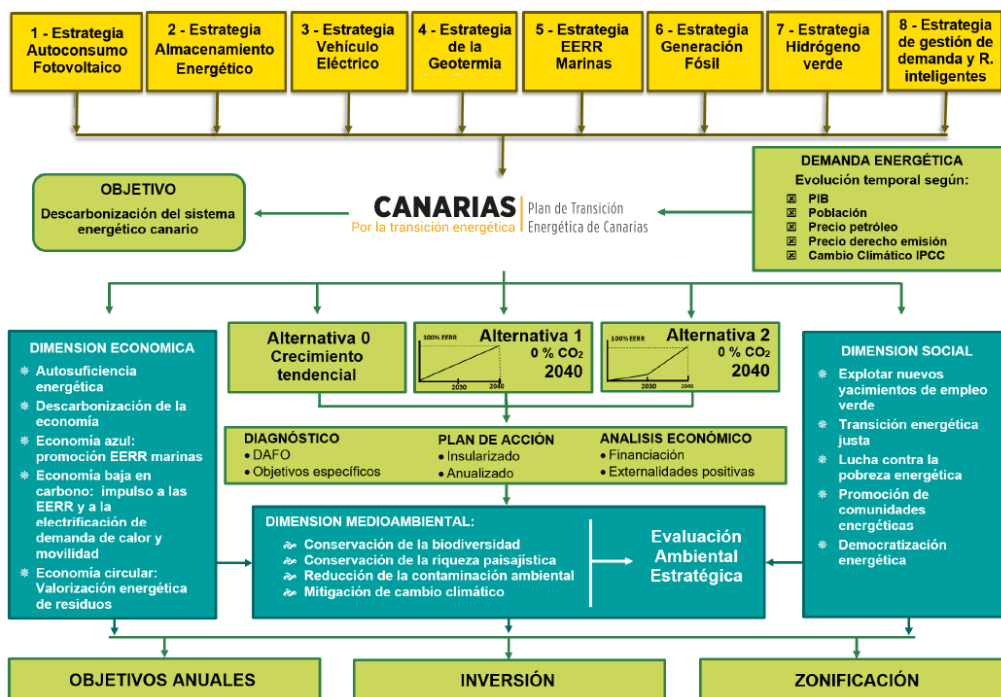 1 - Estrategia
Autoconsumo
Fotovoltaico
2 - Estrategia
Almacenamiento
Energético
3 - Estrategia
Vehículo
Eléctrico
4 - Estrategia
de la
Geotermia
5 - Estrategia
EERR
Marinas
6 - Estrategia
Generación
Fósil
7 - Estrategia
Hidrógeno
verde
8 - Estrategia
de gestión de
demanda y R.
inteligentes
OBJETIVO
Descarbonización del sistema
energético canario
CANARIAS
Por la transición energética
Plan de Transición
Energética de Canarias
DEMANDA ENERGÉTICA
Evolución temporal según:
PIB
Población
Precio petróleo
Precio derecho emisión
Cambio Climático IPCC
DIMENSION ECONOMICA
Autosuficiencia
energética
Descarbonización de la
economía
Economía azul:
promoción EERR marinas
Economía baja en
carbono: impulso a las
EERR y a la
electrificación de
demanda de calor y
movilidad
Economía circular:
Valorización energética
de residuos
Alternativa 0
Crecimiento
tendencial
Alternativa 1
100% EERR
0 % CO₂
2040
2030
2040
Alternativa 2
100% EERR
0 % CO₂
2040
2030
2040
DIMENSION SOCIAL
Explotar nuevos
yacimientos de empleo
verde
Transición energética
justa
Lucha contra la
pobreza energética
Promoción de
comunidades
energéticas
Democratización
energética
DIAGNÓSTICO
• DAFO
• Objetivos específicos
PLAN DE ACCIÓN
• Insularizado
• Anualizado
ANALISIS ECONÓMICO
• Financiación
• Externalidades positivas
DIMENSION MEDIOAMBIENTAL:
Conservación de la biodiversidad
Conservación de la riqueza paisajística
Reducción de la contaminación ambiental
Mitigación de cambio climático
Evaluación
Ambiental
Estratégica
OBJETIVOS ANUALES
INVERSIÓN
ZONIFICACIÓN